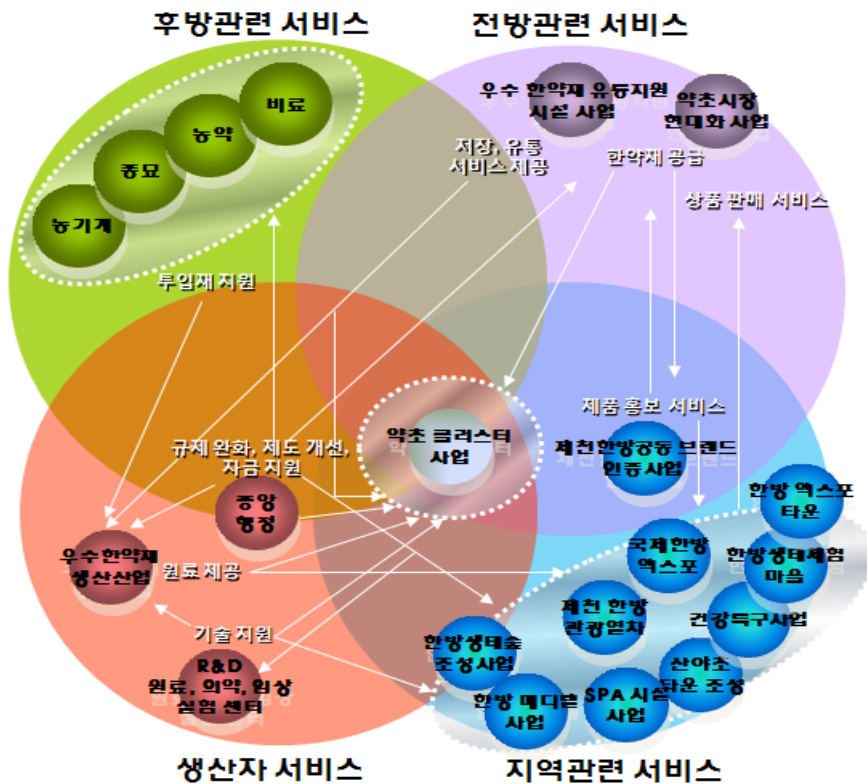 후방관련 서비스
전방관련 서비스
비료
농약
종묘
농기계
우수 한약재 유통지원
시설 사업
약초시장
현대화 사업
저장, 유통
서비스 제공
한약재 공급
상품 판매 서비스
투입재 지원
제품 홍보 서비스
약초 클러스터
사업
규제 완화, 제도 개선,
자금 지원
제천한방공동 브랜드
인증사업
중앙
행정
한방 엑스포
타운
우수한약재
생산산업
원료 제공
국제한방
엑스포
한방생태체험
마을
제천 한방
관광열차
건강특구사업
기술 지원
한방생태숲
조성사업
R&D
원료, 의약, 임상
실험 센터
산야초
타운 조성
한방 메디컬
사업
SPA 시설
사업
생산자 서비스
지역관련 서비스